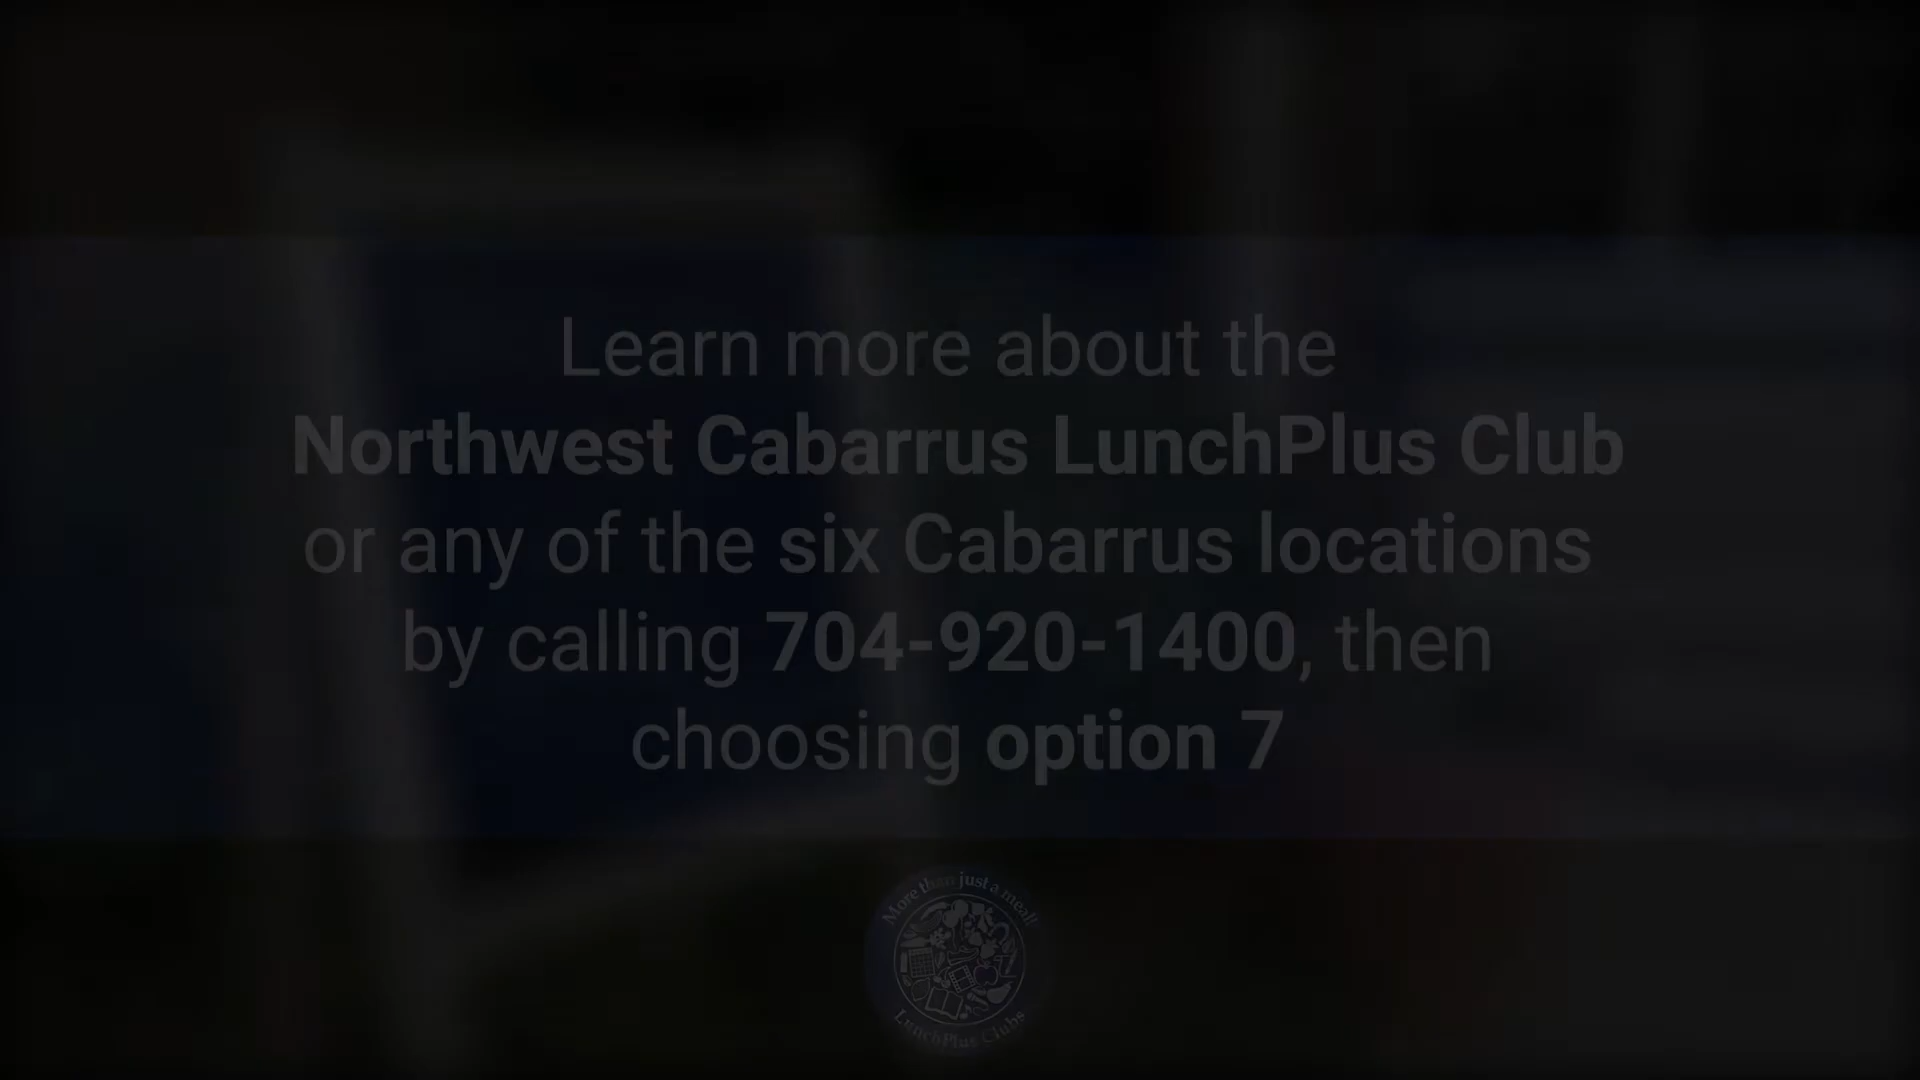 Learn more about the
Northwest Cabarrus LunchPlus Club
or any of the six Cabarrus locations
by calling 704-920-1400, then
choosing option 7
More than just a meal!
LunchPlus Clubs